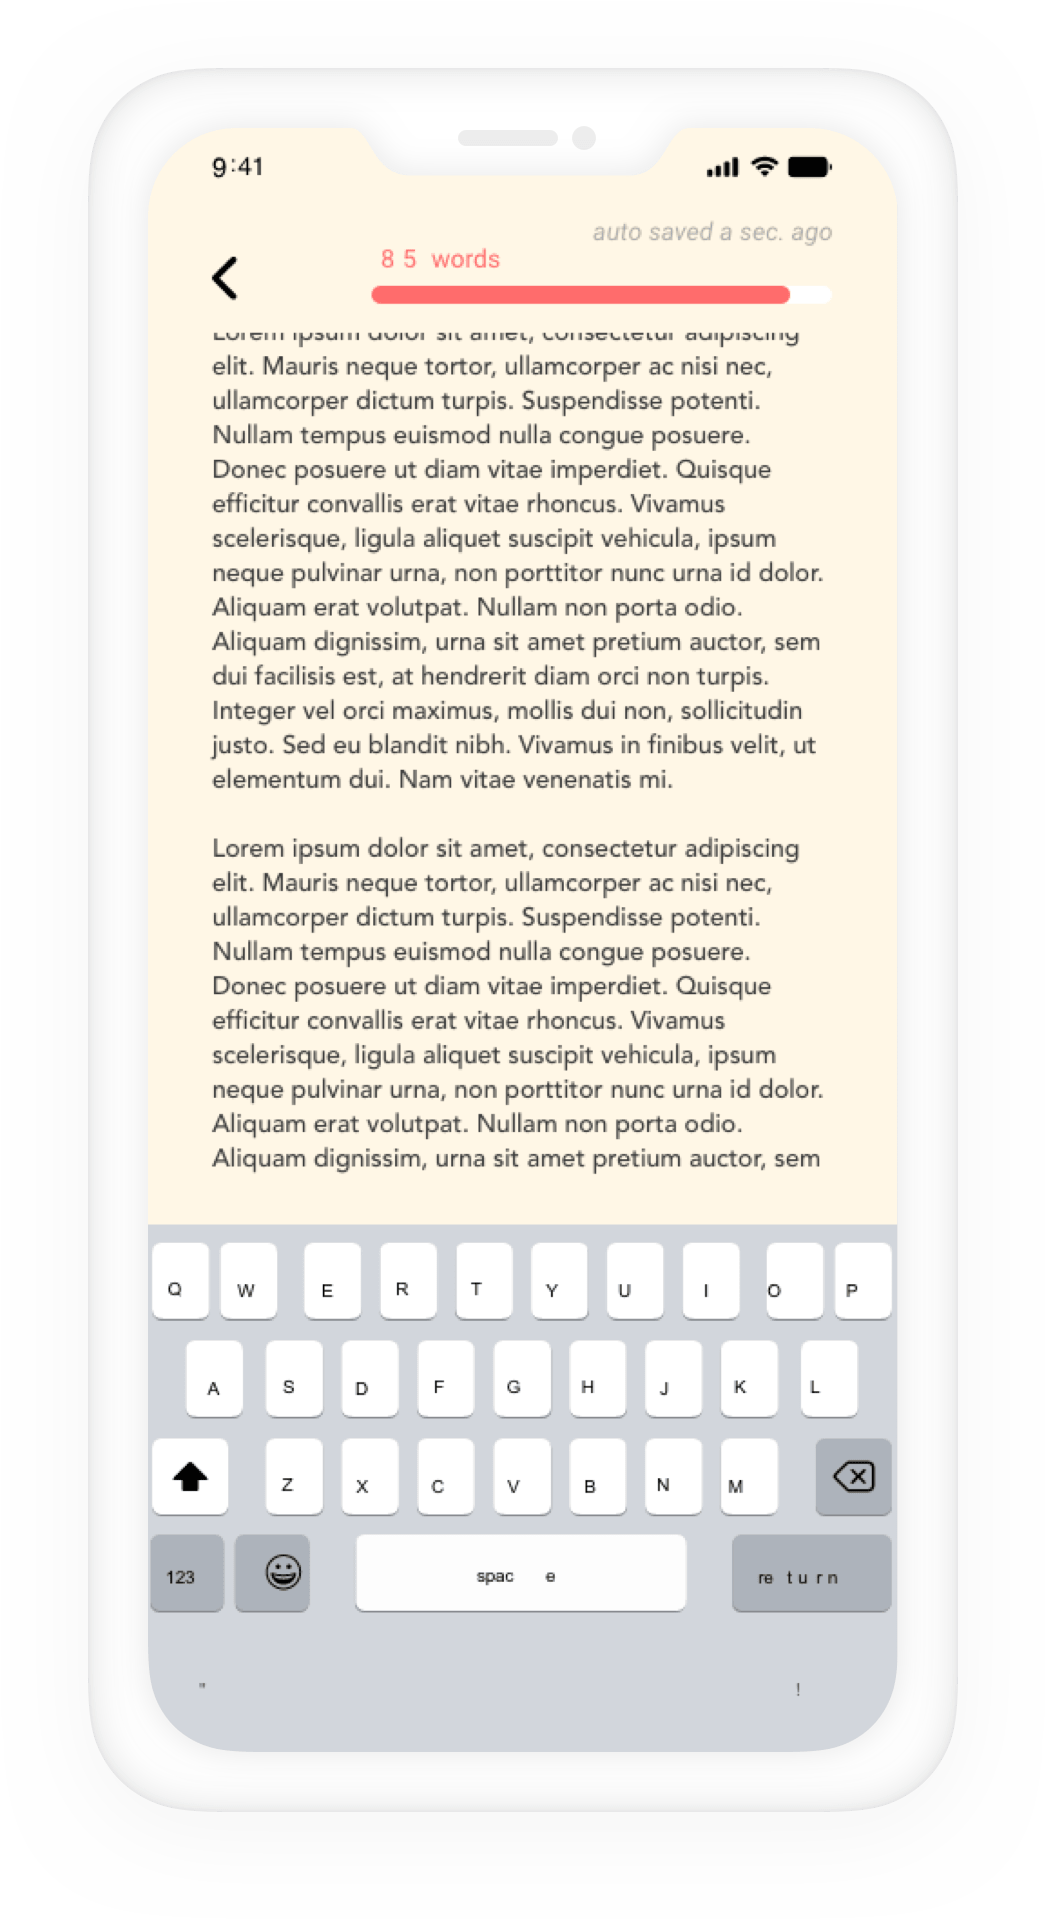 9:41
auto saved a sec. ago
8 5 words
Lorem ipsum dolor sit amet, consectetur adipiscing
elit. Mauris neque tortor, ullamcorper ac nisi nec,
ullamcorper dictum turpis. Suspendisse potenti.
Nullam tempus euismod nulla congue posuere.
Donec posuere ut diam vitae imperdiet. Quisque
efficitur convallis erat vitae rhoncus. Vivamus
scelerisque, ligula aliquet suscipit vehicula, ipsum
neque pulvinar urna, non porttitor nunc urna id dolor.
Aliquam erat volutpat. Nullam non porta odio.
Aliquam dignissim, urna sit amet pretium auctor, sem
dui facilisis est, at hendrerit diam orci non turpis.
Integer vel orci maximus, mollis dui non, sollicitudin
justo. Sed eu blandit nibh. Vivamus in finibus velit, ut
elementum dui. Nam vitae venenatis mi.
Lorem ipsum dolor sit amet, consectetur adipiscing
elit. Mauris neque tortor, ullamcorper ac nisi nec,
ullamcorper dictum turpis. Suspendisse potenti.
Nullam tempus euismod nulla congue posuere.
Donec posuere ut diam vitae imperdiet. Quisque
efficitur convallis erat vitae rhoncus. Vivamus
scelerisque, ligula aliquet suscipit vehicula, ipsum
neque pulvinar urna, non porttitor nunc urna id dolor.
Aliquam erat volutpat. Nullam non porta odio.
Aliquam dignissim, urna sit amet pretium auctor, sem
Q W E R T Y U I O P
A S D F G H J K L
Z X C V B N M
123 spac e re t u r n
" !